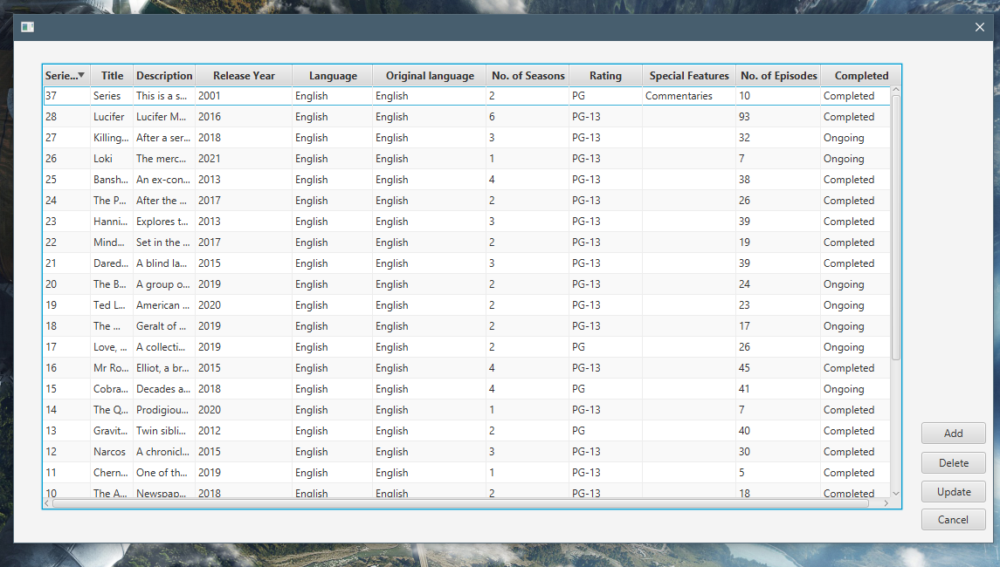 Serie... Title Description Release Year Language Original language No. of Seasons Rating Special Features No. of Episodes Completed
37 Series This is a s... 2001 English English 2 PG Commentaries 10 Completed
28 Lucifer Lucifer M... 2016 English English 6 PG-13 93 Completed
27 Killing... After a ser... 2018 English English 3 PG-13 32 Ongoing
26 Loki The merc... 2021 English English 1 PG-13 7 Ongoing
25 Bansh... An ex-con... 2013 English English 4 PG-13 38 Completed
24 The P... After the ... 2017 English English 2 PG-13 26 Completed
23 Hanni... Explores t... 2013 English English 3 PG-13 39 Completed
22 Mind... Set in the ... 2017 English English 2 PG-13 19 Completed
21 Dared... A blind la... 2015 English English 3 PG-13 39 Completed
20 The B... A group o... 2019 English English 2 PG-13 24 Ongoing
19 Ted L... American ... 2020 English English 2 PG-13 23 Ongoing
18 The ... Geralt of ... 2019 English English 2 PG-13 17 Ongoing
17 Love, ... A collecti... 2019 English English 2 PG 26 Ongoing
16 Mr Ro... Elliot, a br... 2015 English English 4 PG-13 45 Completed
15 Cobra... Decades a... 2018 English English 4 PG 41 Ongoing
14 The Q... Prodigiou... 2020 English English 1 PG-13 7 Completed
13 Gravit... Twin sibli... 2012 English English 2 PG 40 Completed
12 Narcos A chronicl... 2015 English English 3 PG-13 30 Completed
11 Chern... One of th... 2019 English English 1 PG-13 5 Completed
10 The A... Newspap... 2018 English English 2 PG-13 18 Completed
Add
Delete
Update
Cancel